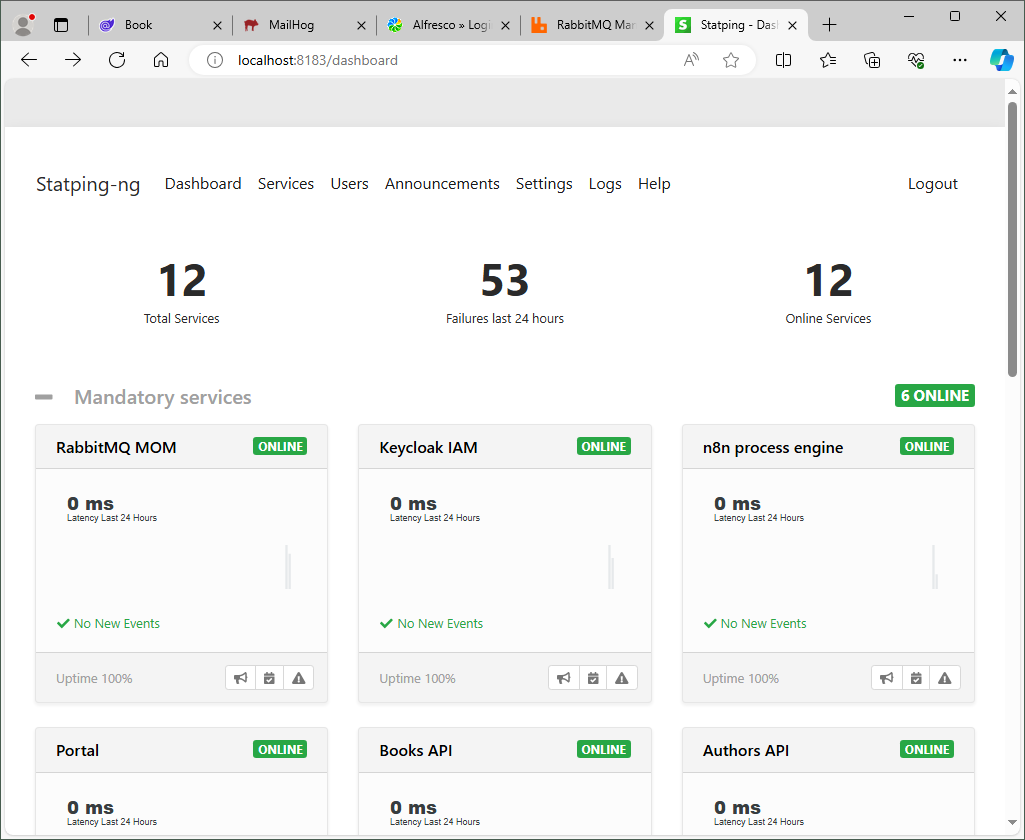 Book
MailHog
Alfresco » Logi
RabbitMQ Man
Statping - Dash
localhost:8183/dashboard
Statping-ng Dashboard Services Users Announcements Settings Logs Help Logout
12 53 12
Total Services Failures last 24 hours Online Services
Mandatory services 6 ONLINE
RabbitMQ MOM ONLINE Keycloak IAM ONLINE n8n process engine ONLINE
0 ms 0 ms 0 ms
Latency Last 24 Hours Latency Last 24 Hours Latency Last 24 Hours
No New Events No New Events No New Events
Uptime 100% Uptime 100% Uptime 100%
Portal ONLINE Books API ONLINE Authors API ONLINE
0 ms 0 ms 0 ms
Latency Last 24 Hours Latency Last 24 Hours Latency Last 24 Hours